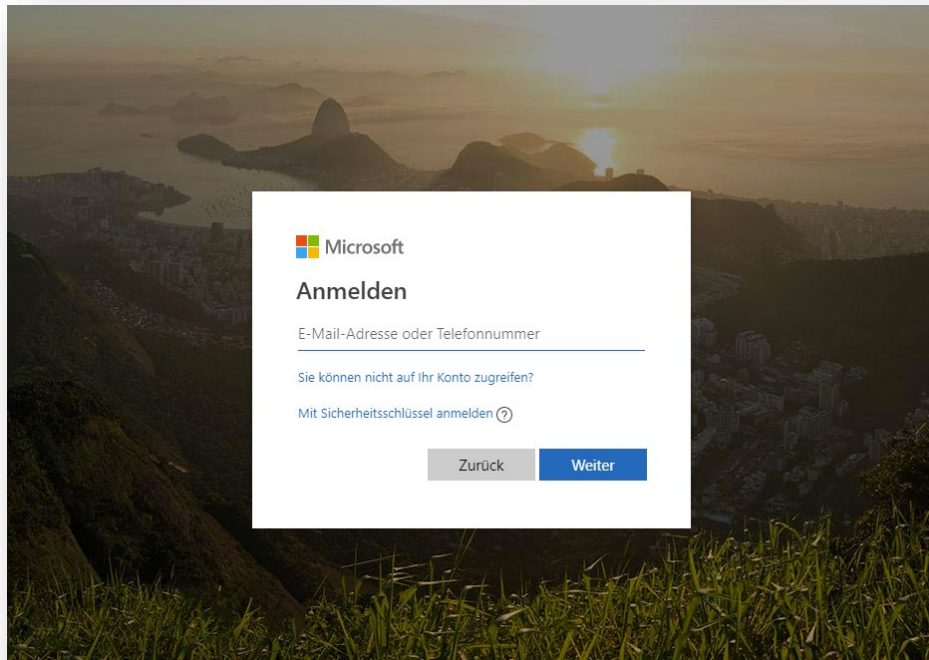 Microsoft
Anmelden
E-Mail-Adresse oder Telefonnummer
Sie können nicht auf Ihr Konto zugreifen?
Mit Sicherheitsschlüssel anmelden ?
Zurück Weiter